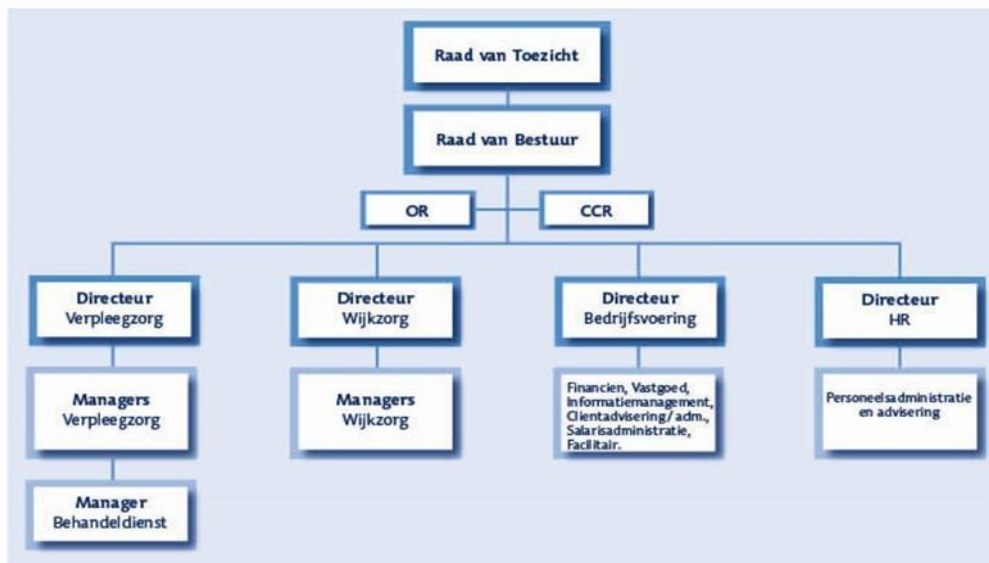 Raad van Toezicht
Raad van Bestuur
OR
CCR
Directeur
Verpleegzorg
Directeur
Wijkzorg
Directeur
Bedrijfsvoering
Directeur
HR
Managers
Verpleegzorg
Managers
Wijkzorg
Financien, Vastgoed,
Informatiemanagement,
Clientadvisering/ adm.,
Salarisadministratie,
Facilitair.
Personeelsadministratie
en advisering
Manager
Behandeldienst